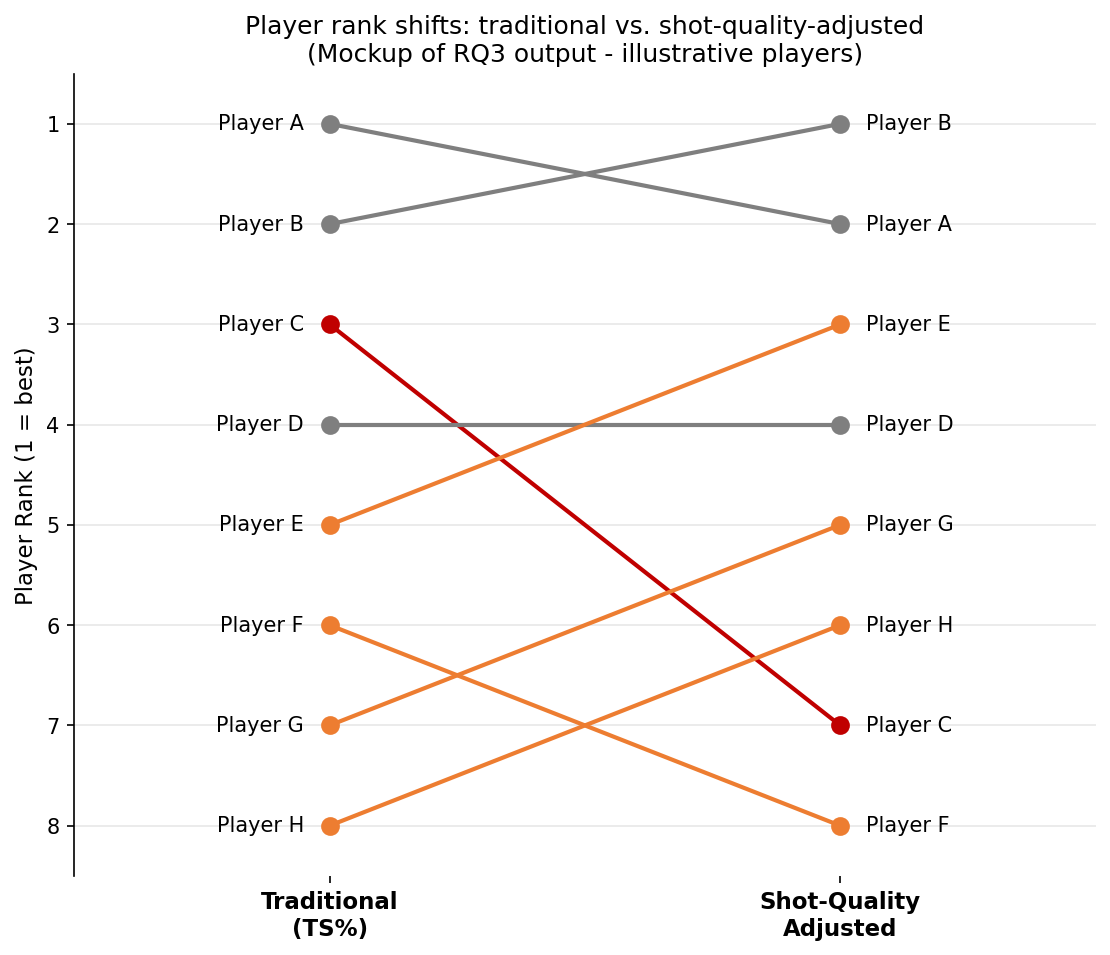 Player rank shifts: traditional vs. shot-quality-adjusted
(Mockup of RQ3 output - illustrative players)
Player Rank (1 = best)
1 Player A Player B
2 Player B Player A
3 Player C Player E
4 Player D Player D
5 Player E Player G
6 Player F Player H
7 Player G Player C
8 Player H Player F
Traditional Shot-Quality
(TS%) Adjusted